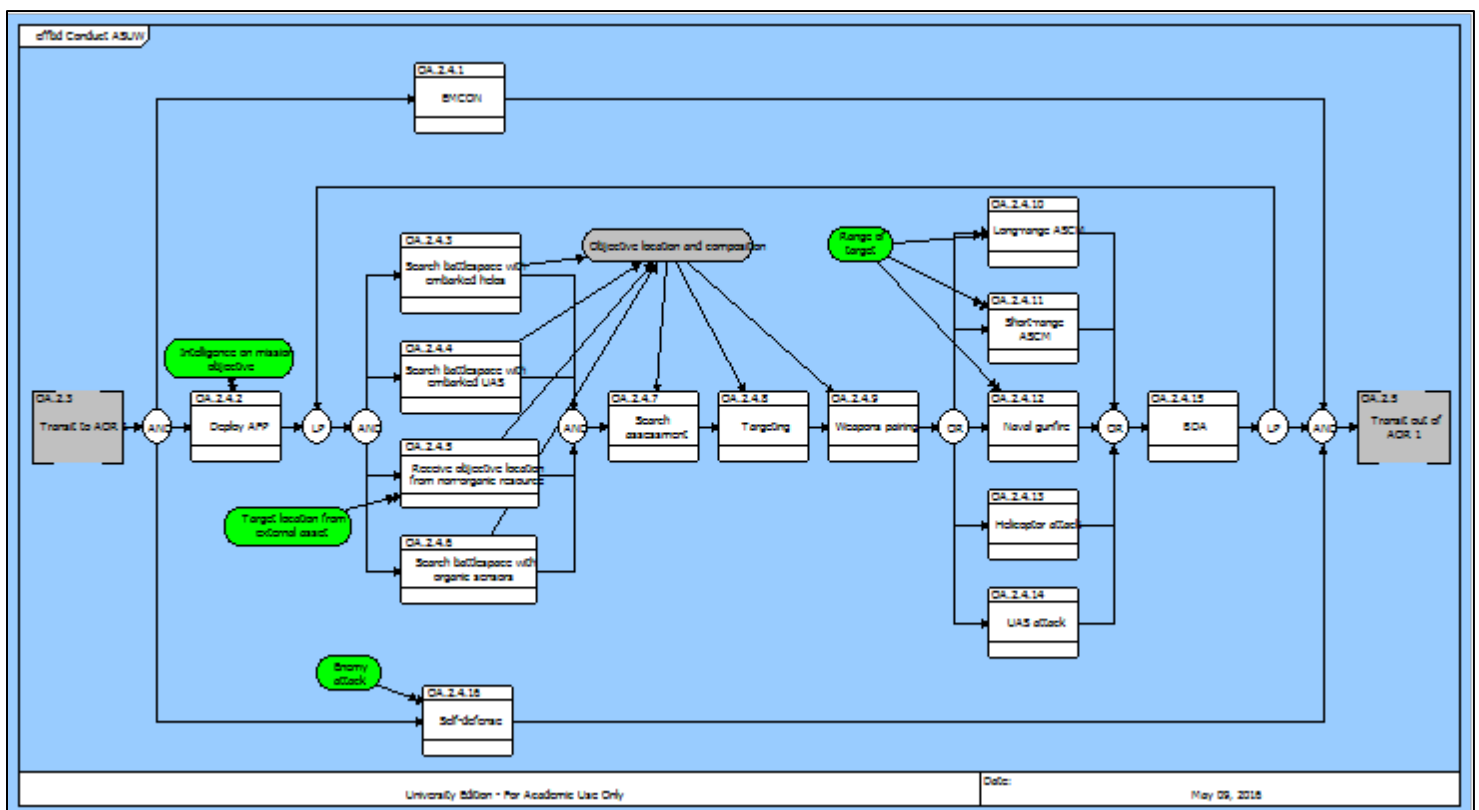 effbd Conduct ASUW
OA.2.4.1
EMCON
OA.2.4.10
Long-range ASCM
OA.2.4.3
Search battlespace with
embarked helos
Objective location and composition
Range of
target
OA.2.4.11
Short-range
ASCM
Intelligence on mission
objective
OA.2.4.4
Search battlespace with
embarked UAS
OA.2.3
Transit to AOR
AND
OA.2.4.2
Deploy APP
LP
AND
OA.2.4.5
Receive objective location
from non-organic resource
AND
OA.2.4.7
Search
assessment
OA.2.4.8
Targeting
OA.2.4.9
Weapons pairing
OR
OA.2.4.12
Naval gunfire
OR
OA.2.4.15
BDA
LP
AND
OA.2.5
Transit out of
AOR 1
Target location from
external asset
OA.2.4.6
Search battlespace with
organic sensors
OA.2.4.13
Helicopter attack
OA.2.4.14
UAS attack
Enemy
attack
OA.2.4.16
Self-defense
University Edition - For Academic Use Only
Date:
May 09, 2016